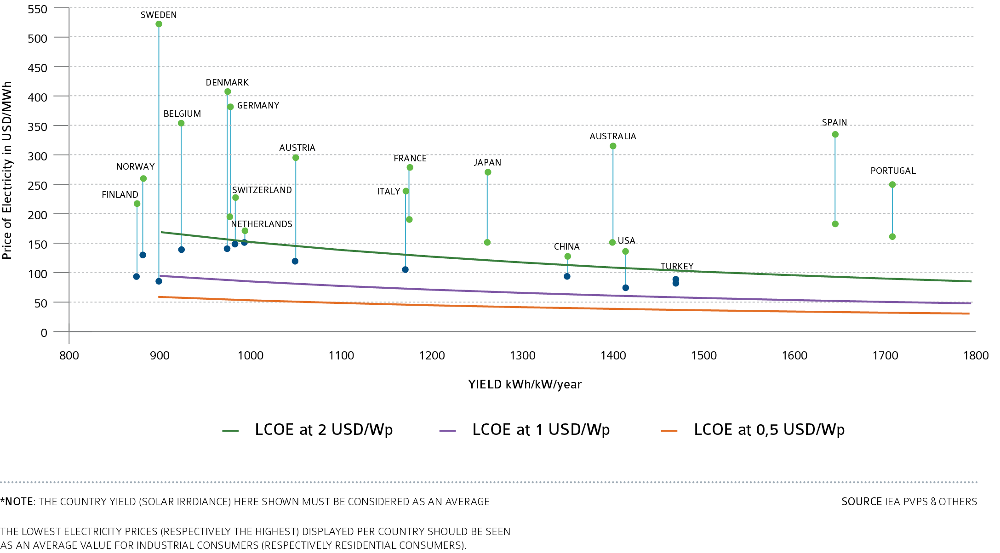 550
SWEDEN
500
450
DENMARK
400
GERMANY
BELGIUM
350
SPAIN
AUSTRALIA
AUSTRIA
300
FRANCE
JAPAN
NORWAY
PORTUGAL
250
SWITZERLAND
ITALY
FINLAND
200
NETHERLANDS
150
USA
CHINA
TURKEY
100
50
0
Price of Electricity in USD/MWh
800 900 1000 1100 1200 1300 1400 1500 1600 1700 1800
YIELD kWh/kW/year
LCOE at 2 USD/Wp LCOE at 1 USD/Wp LCOE at 0,5 USD/Wp
*NOTE: THE COUNTRY YIELD (SOLAR IRRDIANCE) HERE SHOWN MUST BE CONSIDERED AS AN AVERAGE
SOURCE IEA PVPS & OTHERS
THE LOWEST ELECTRICITY PRICES (RESPECTIVELY THE HIGHEST) DISPLAYED PER COUNTRY SHOULD BE SEEN
AS AN AVERAGE VALUE FOR INDUSTRIAL CONSUMERS (RESPECTIVELY RESIDENTIAL CONSUMERS).